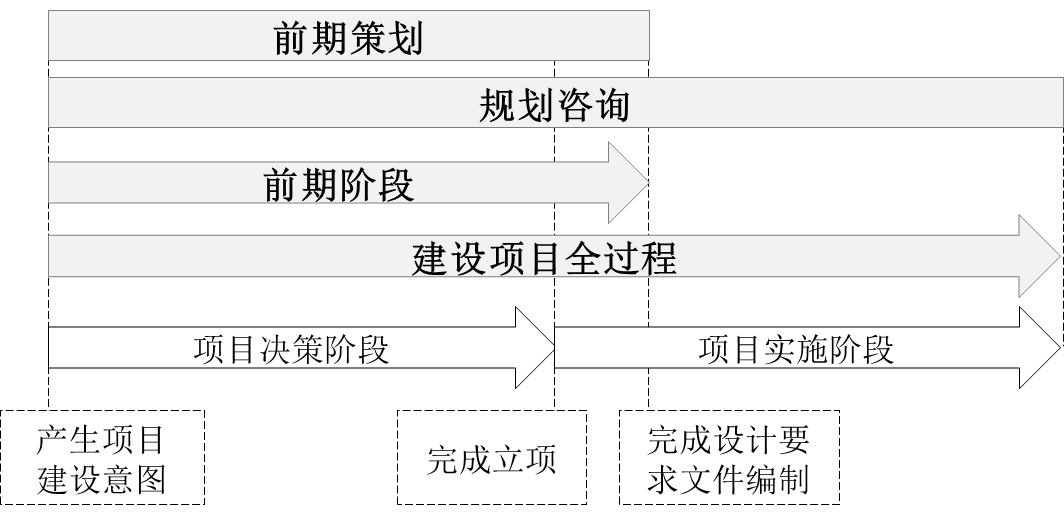 前期策划
规划咨询
前期阶段
建设项目全过程
项目决策阶段
项目实施阶段
产生项目
建设意图
完成立项
完成设计要
求文件编制